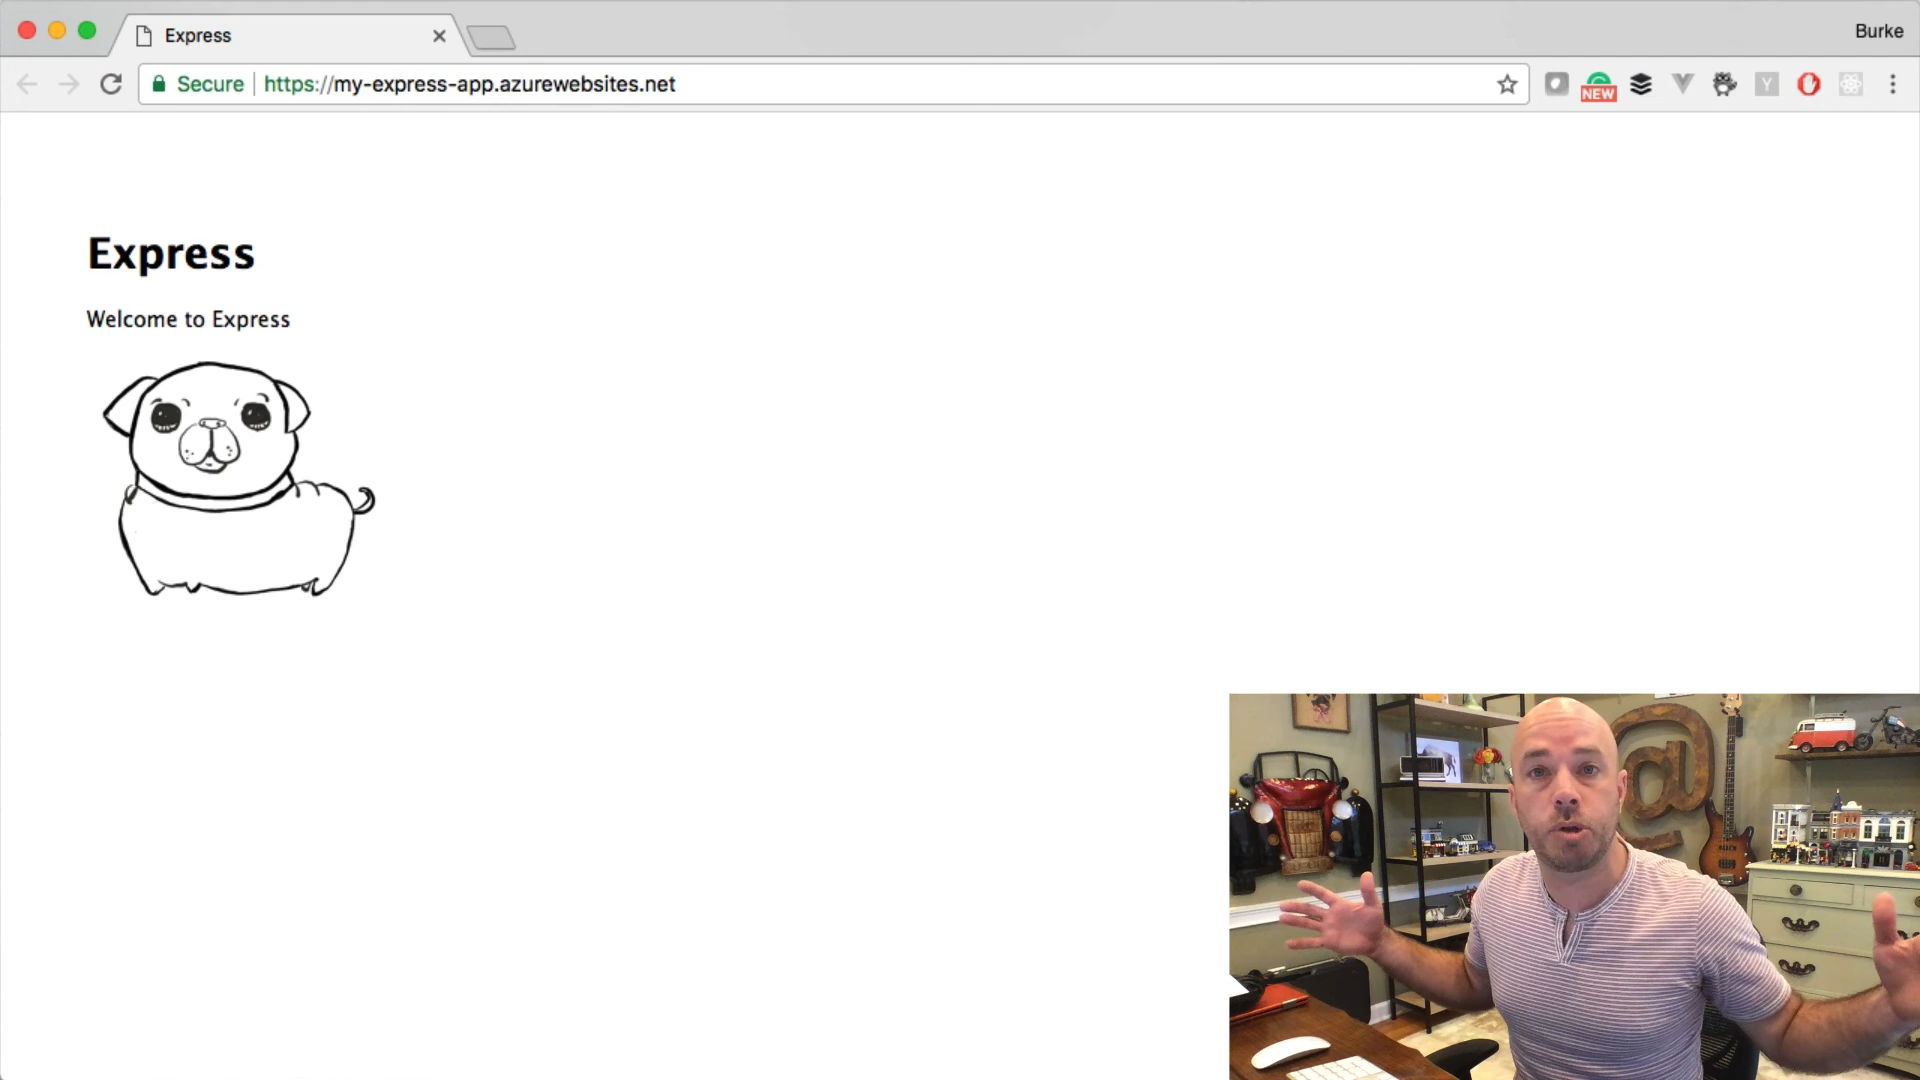 Express
Burke
Secure
https://my-express-app.azurewebsites.net
NEW
Y
Express
Welcome to Express
@